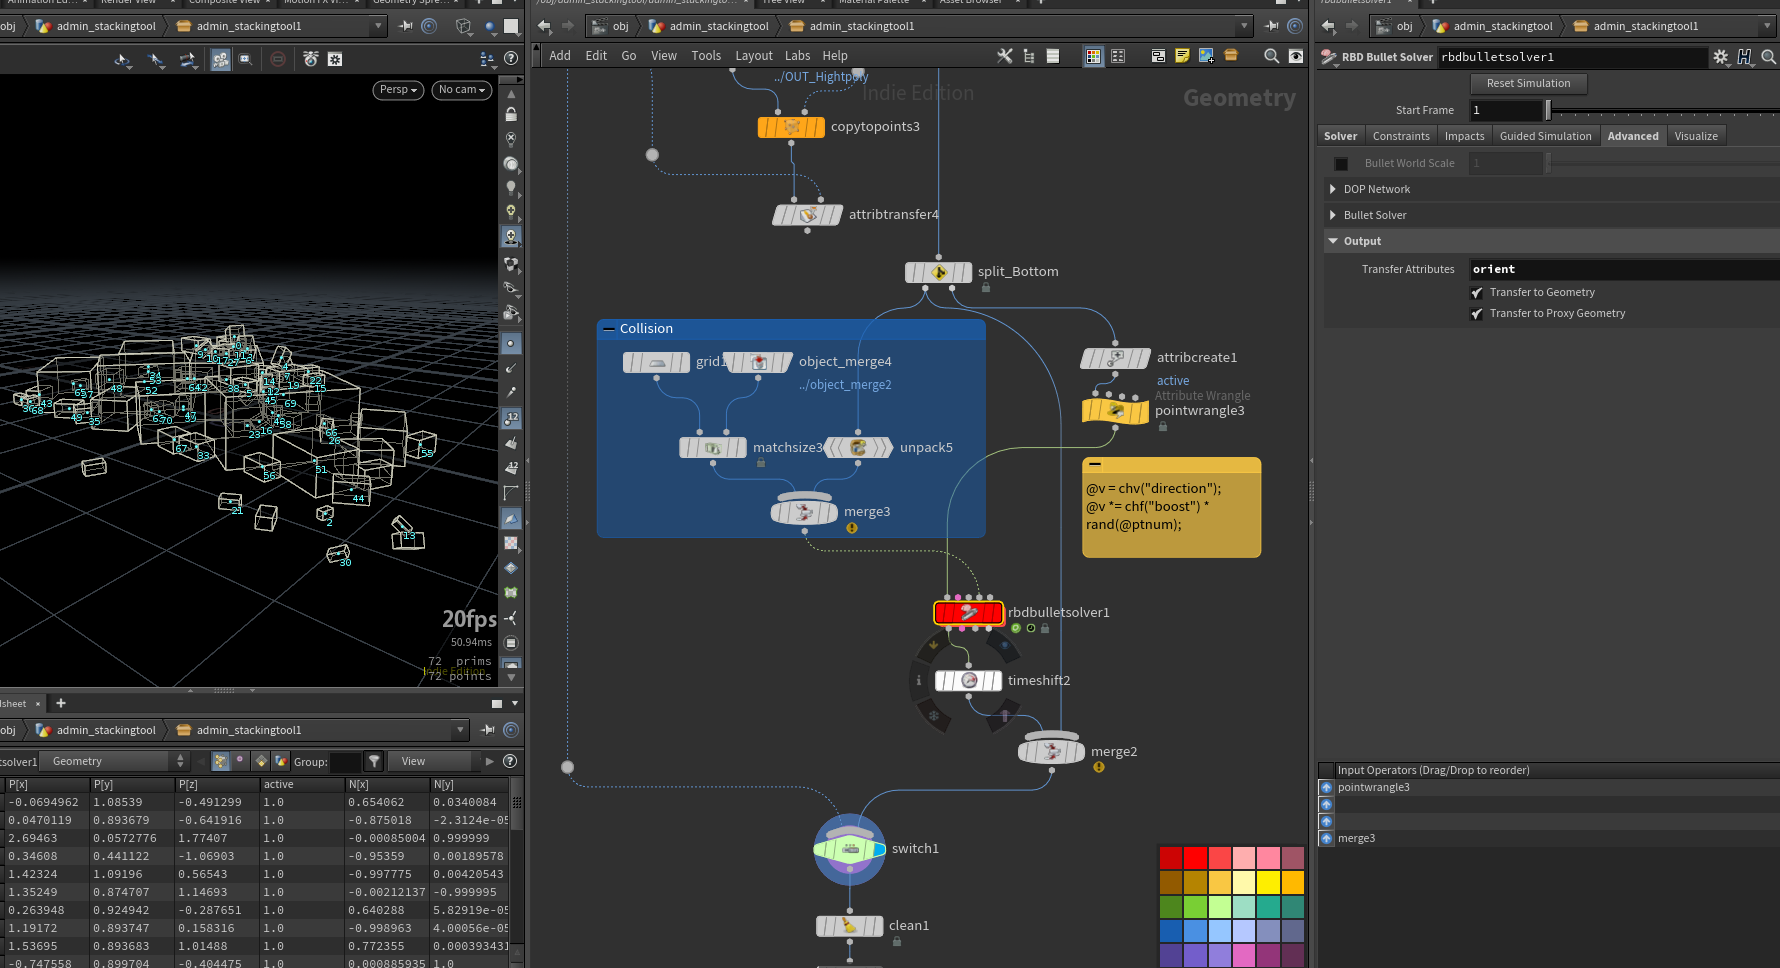 obj admin_stackingtool admin_stackingtool1
Persp No cam
20fps
50.94ms
72 prims
72 points
Indie Edition
obj admin_stackingtool admin_stackingtool1
Geometry Group: View
P[x] P[y] P[z] active N[x] N[y]
-0.0694962 1.08539 -0.491299 1.0 0.654062 0.0340084
0.0470119 0.893679 -0.641916 1.0 -0.875018 -2.3124e-05
2.69463 0.0572776 1.77407 1.0 -0.00085004 0.999999
0.34608 0.441122 -1.06903 1.0 -0.95359 0.00189578
1.42324 1.09196 0.56543 1.0 -0.997775 0.00420543
1.35249 0.874707 1.14693 1.0 -0.00212137 -0.999995
0.263948 0.924942 -0.287651 1.0 0.640288 5.82919e-05
1.19172 0.893747 0.158316 1.0 -0.998963 4.00056e-05
1.53695 0.893683 1.01488 1.0 0.772355 0.000393431
-0.747558 0.899704 -0.404475 1.0 0.000885935 1.0
obj admin_stackingtool admin_stackingtool1
Add Edit Go View Tools Layout Labs Help
../OUT_Hightpoly
Indie Edition
Geometry
copytopoints3
attribtransfer4
split_Bottom
Collision
grid1
object_merge4
../object_merge2
matchsize3
unpack5
merge3
attribcreate1
active
Attribute Wrangle
pointwrangle3
@v = chv("direction");
@v *= chf("boost") *
rand(@ptnum);
rbdbulletsolver1
timeshift2
merge2
switch1
clean1
obj admin_stackingtool admin_stackingtool1
RBD Bullet Solver rbdbulletsolver1
Reset Simulation
Start Frame 1
Solver Constraints Impacts Guided Simulation Advanced Visualize
Bullet World Scale 1
DOP Network
Bullet Solver
Output
Transfer Attributes orient
Transfer to Geometry
Transfer to Proxy Geometry
Input Operators (Drag/Drop to reorder)
pointwrangle3
merge3